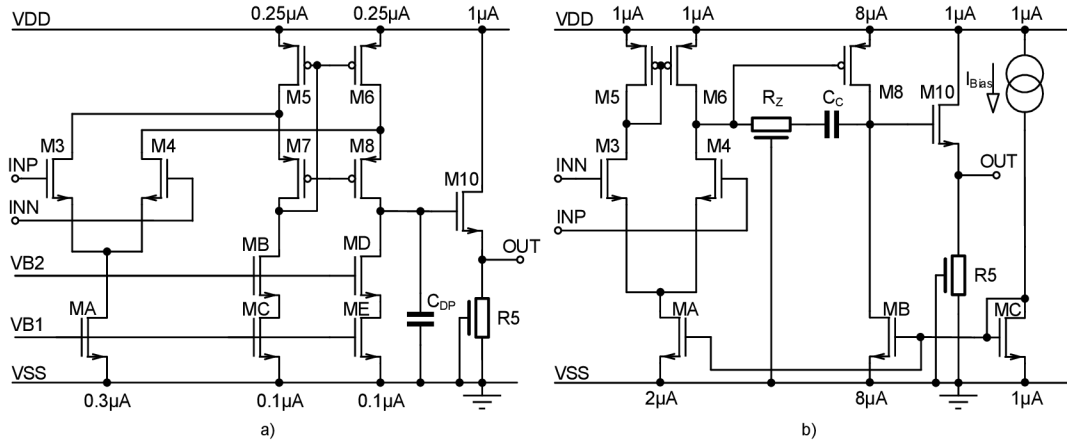 0.25µA 0.25µA 1µA
VDD
M5 M6
M3 M4
M7 M8
INP
INN
M10
OUT
MB MD
VB2
MA MC ME
CDP
R5
VB1
VSS
0.3µA 0.1µA 0.1µA
a)
1µA 1µA 8µA 1µA 1µA
VDD
IBias
M5 M6 M8 M10
RZ CC
M3 M4
INN
INP
OUT
MA MB MC
R5
VSS
2µA 8µA 1µA
b)